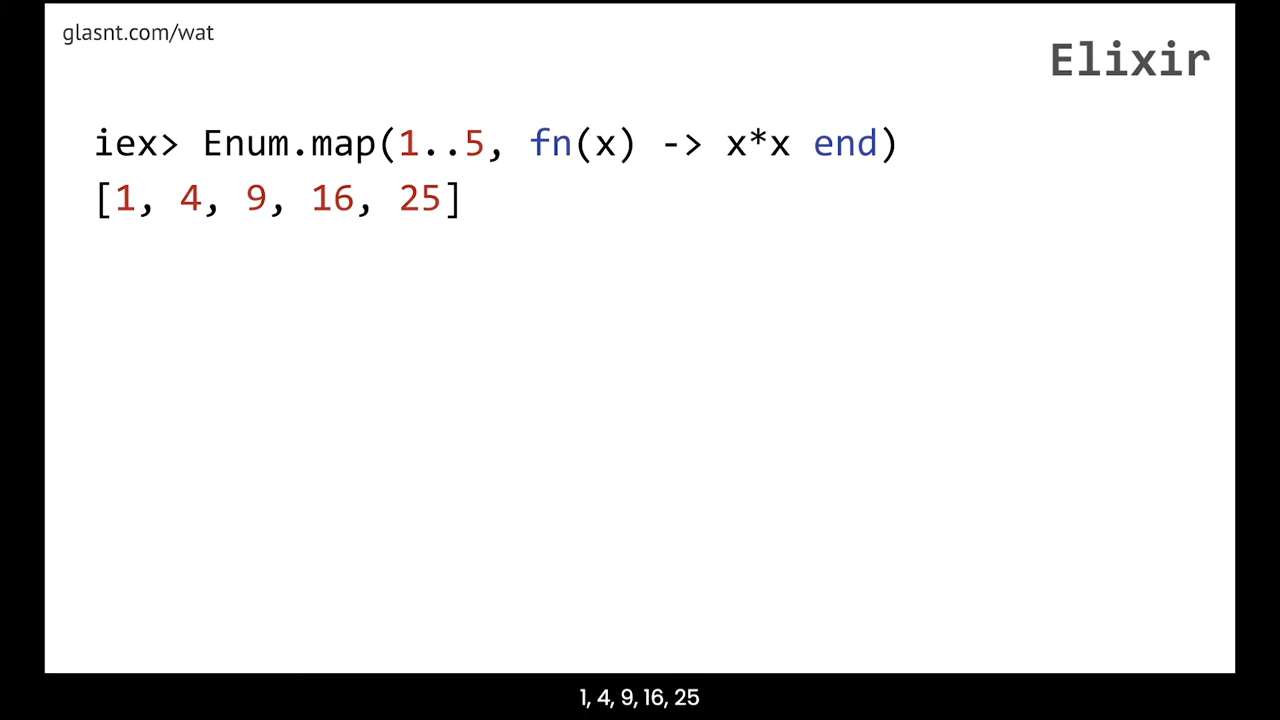 glasnt.com/wat
Elixir
iex> Enum.map(1..5, fn(x) -> x*x end)
[1, 4, 9, 16, 25]
1, 4, 9, 16, 25